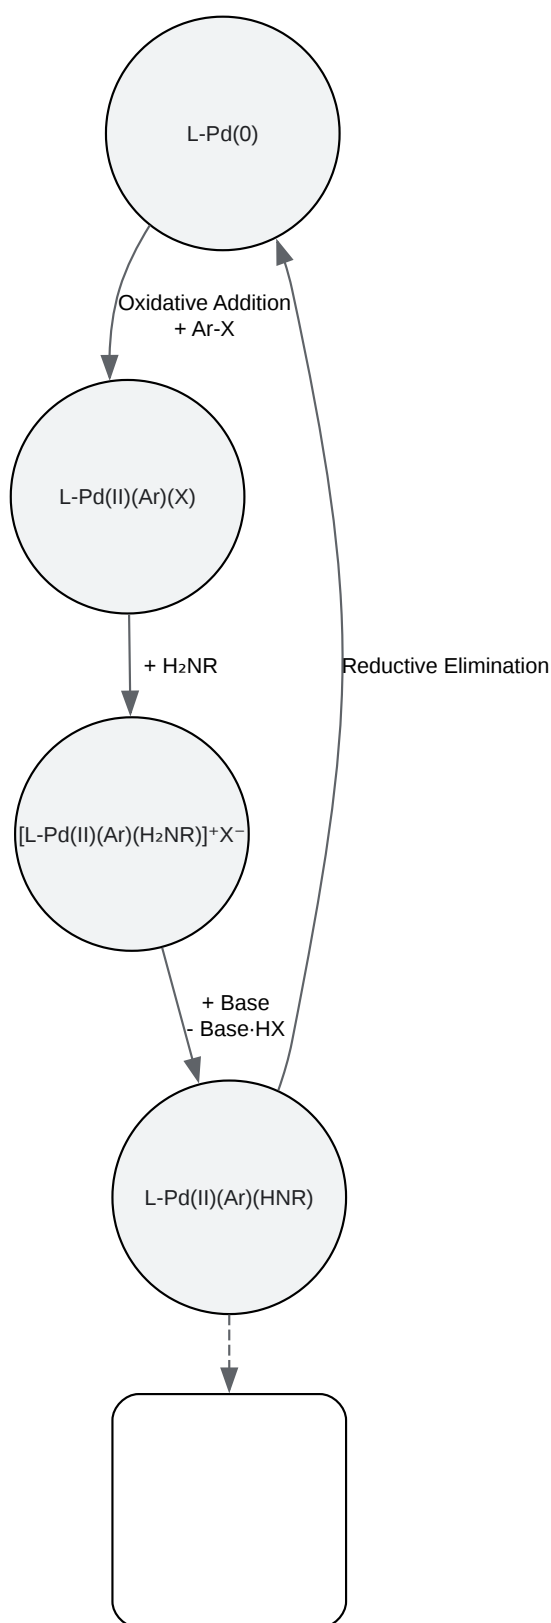 L-Pd(0)
Oxidative Addition
+ Ar-X
L-Pd(II)(Ar)(X)
+ H₂NR
Reductive Elimination
[L-Pd(II)(Ar)(H₂NR)]⁺X⁻
+ Base
- Base·HX
L-Pd(II)(Ar)(HNR)